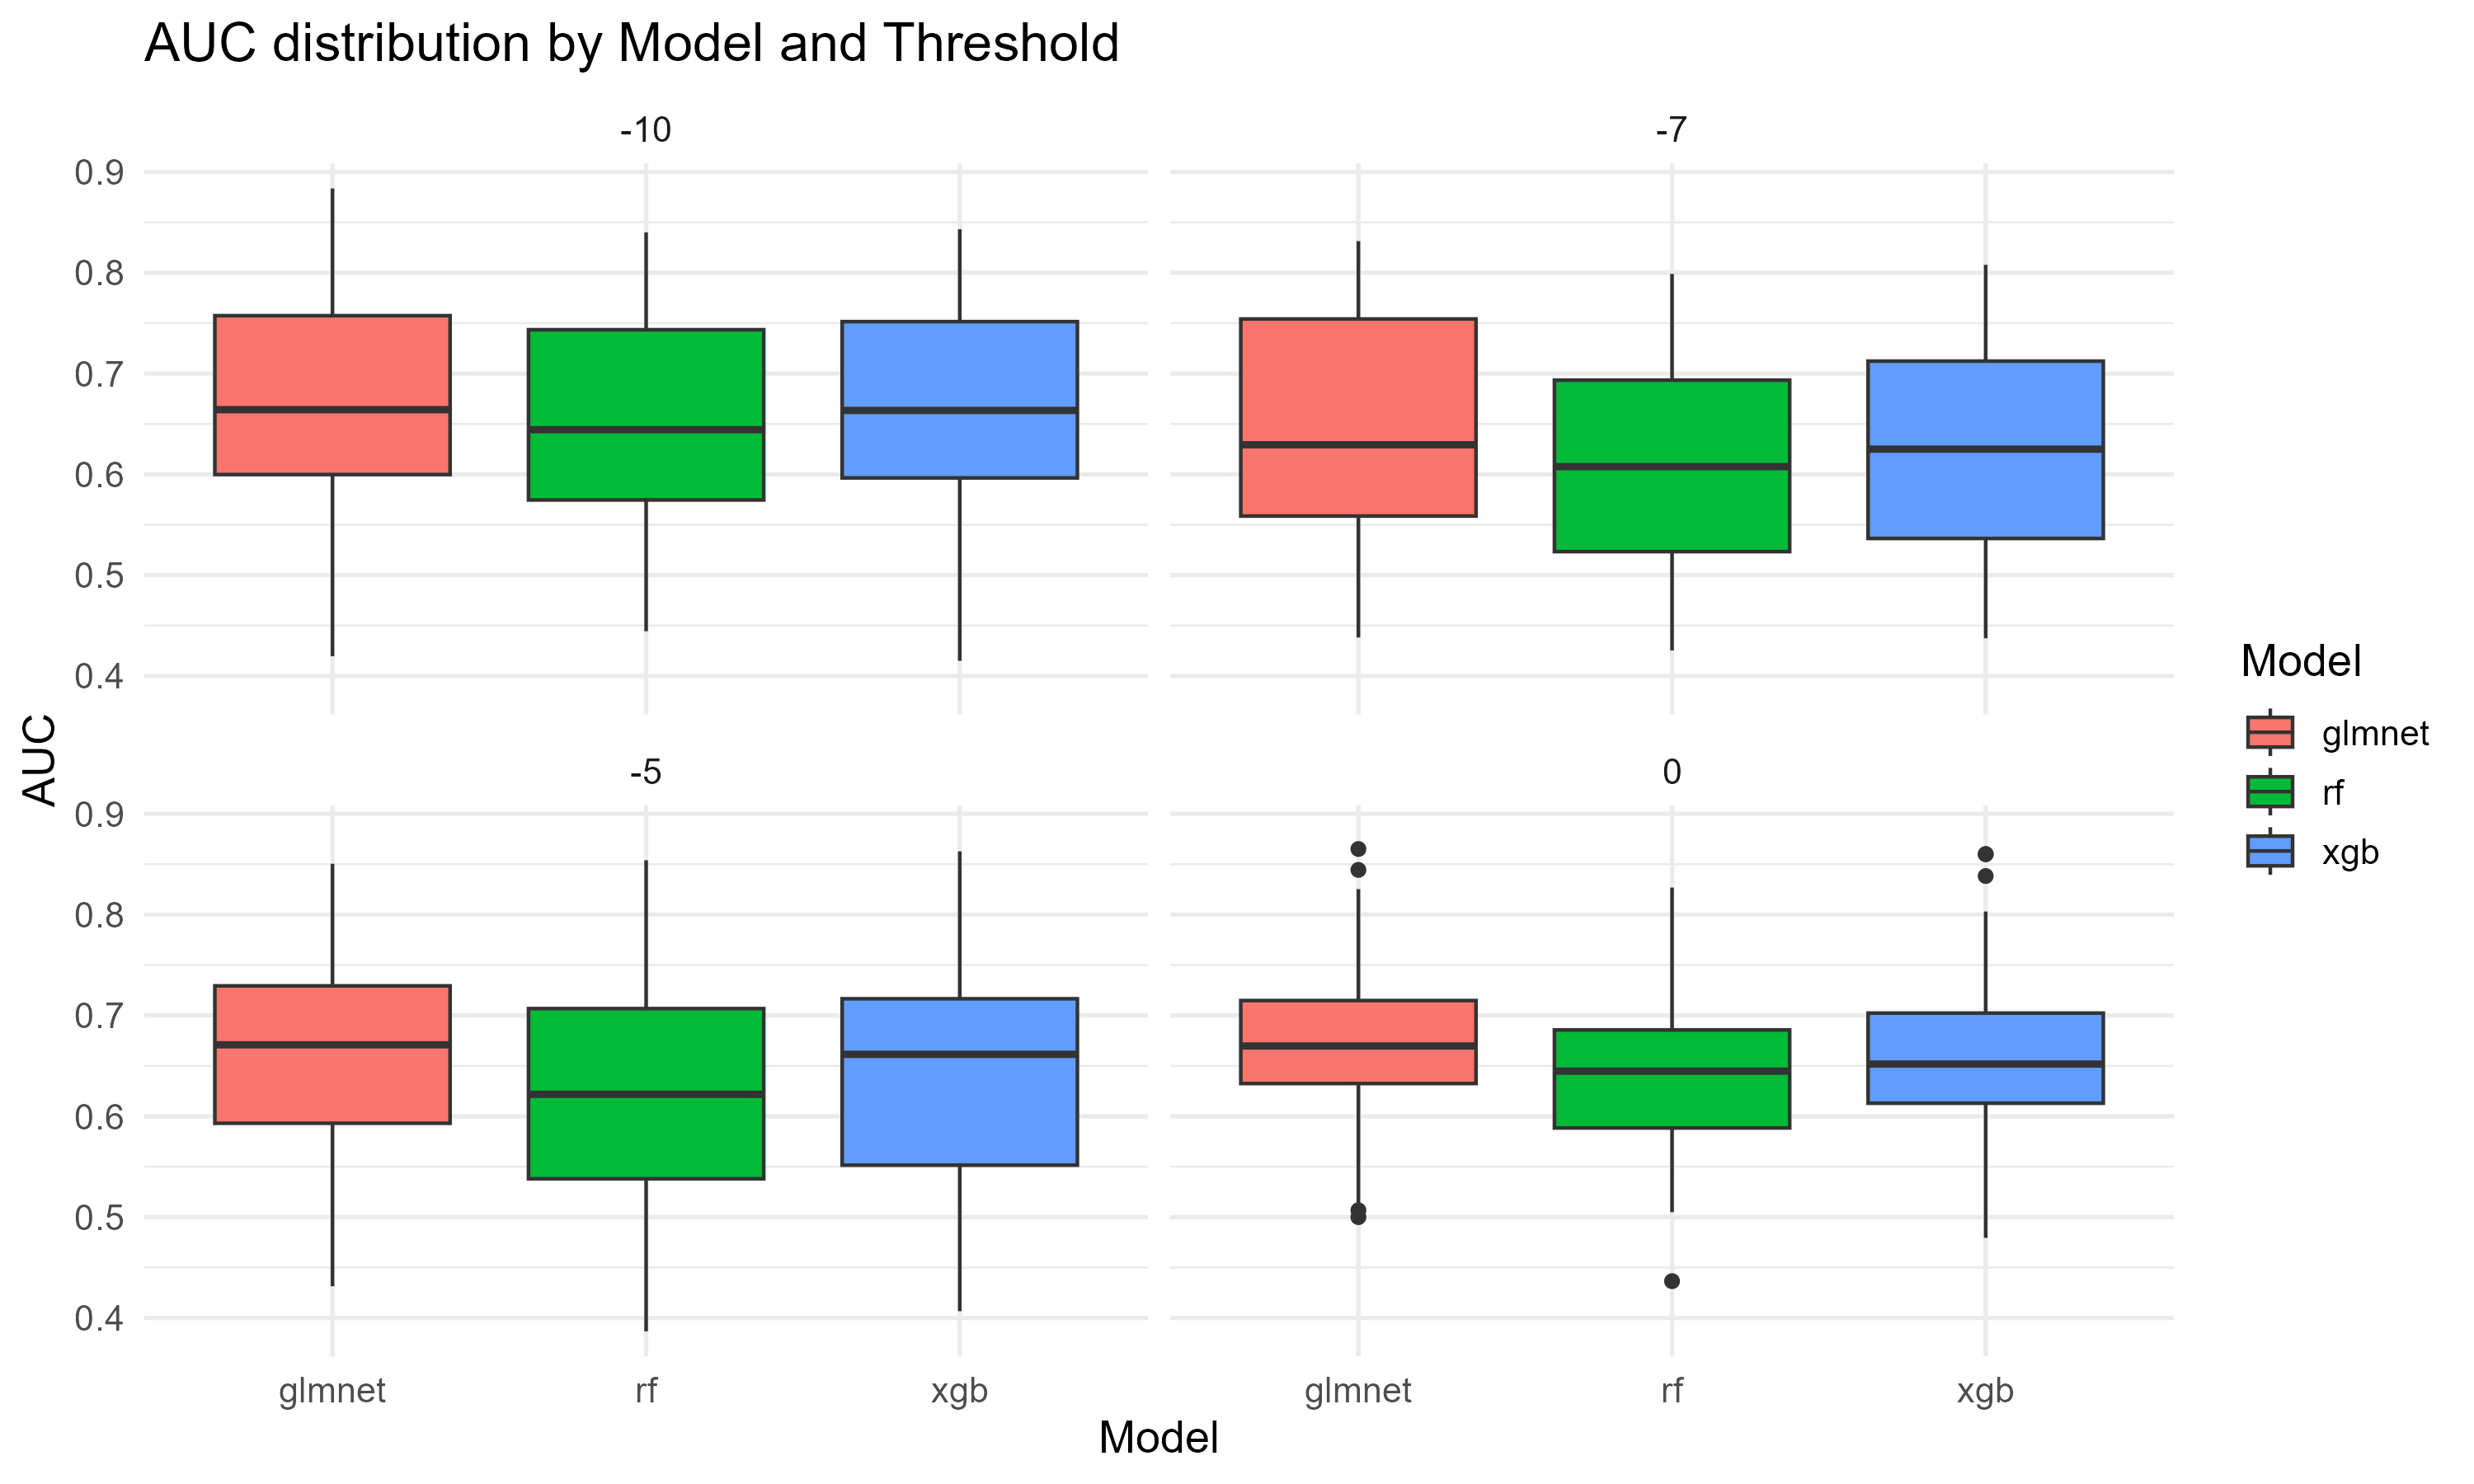 AUC distribution by Model and Threshold
-10
-7
0.9
0.8
0.7
0.6
0.5
0.4
AUC
-5
0
0.9
0.8
0.7
0.6
0.5
0.4
glmnet rf xgb
glmnet rf xgb
Model
Model
glmnet
rf
xgb